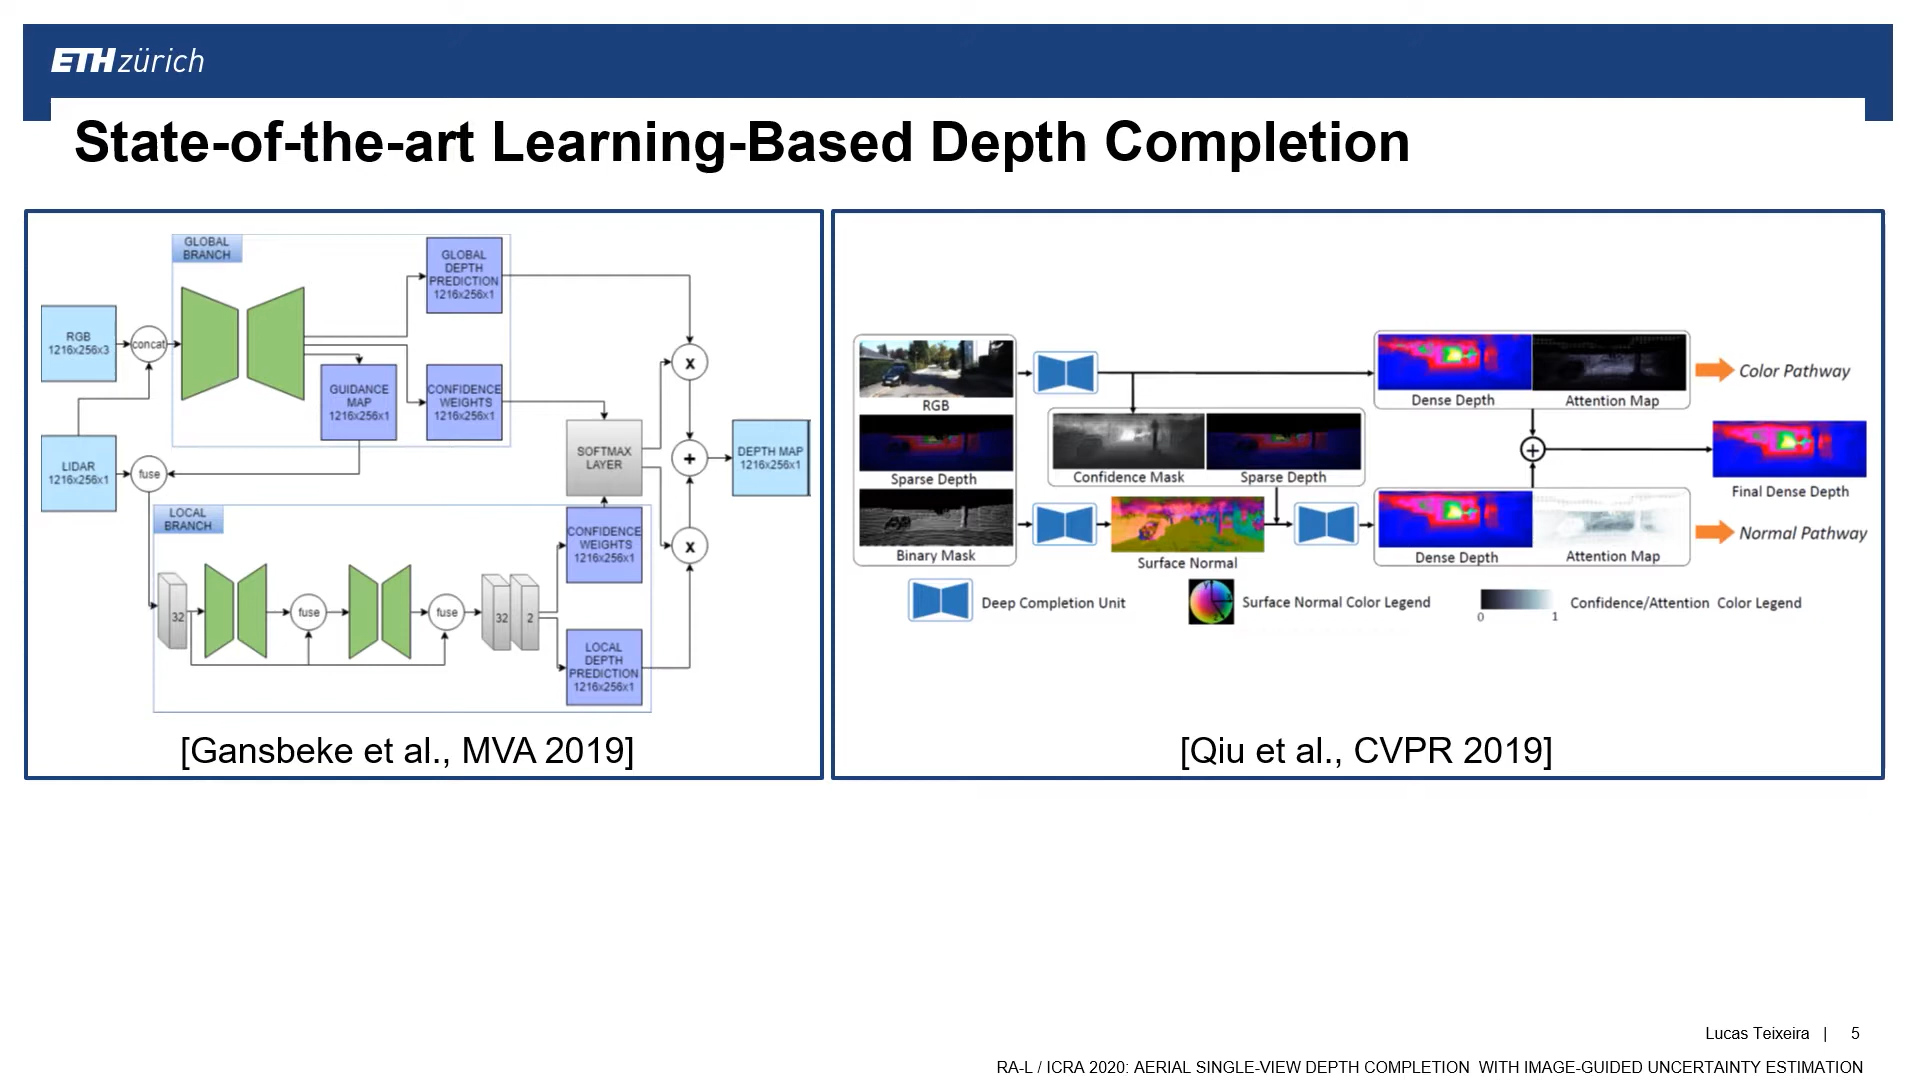 ETH zürich
State-of-the-art Learning-Based Depth Completion
GLOBAL
BRANCH
GLOBAL
DEPTH
PREDICTION
1216x256x1
RGB
1216x256x3
concat
GUIDANCE
MAP
1216x256x1
CONFIDENCE
WEIGHTS
1216x256x1
x
LIDAR
1216x256x1
fuse
SOFTMAX
LAYER
+
DEPTH MAP
1216x256x1
LOCAL
BRANCH
CONFIDENCE
WEIGHTS
1216x256x1
x
32
fuse
fuse
32
2
LOCAL
DEPTH
PREDICTION
1216x256x1
[Gansbeke et al., MVA 2019]
RGB
Sparse Depth
Binary Mask
Confidence Mask
Sparse Depth
Surface Normal
Dense Depth
Attention Map
Color Pathway
+
Final Dense Depth
Dense Depth
Attention Map
Normal Pathway
Deep Completion Unit
Surface Normal Color Legend
0
1
Confidence/Attention Color Legend
[Qiu et al., CVPR 2019]
Lucas Teixeira | 5
RA-L / ICRA 2020: AERIAL SINGLE-VIEW DEPTH COMPLETION WITH IMAGE-GUIDED UNCERTAINTY ESTIMATION